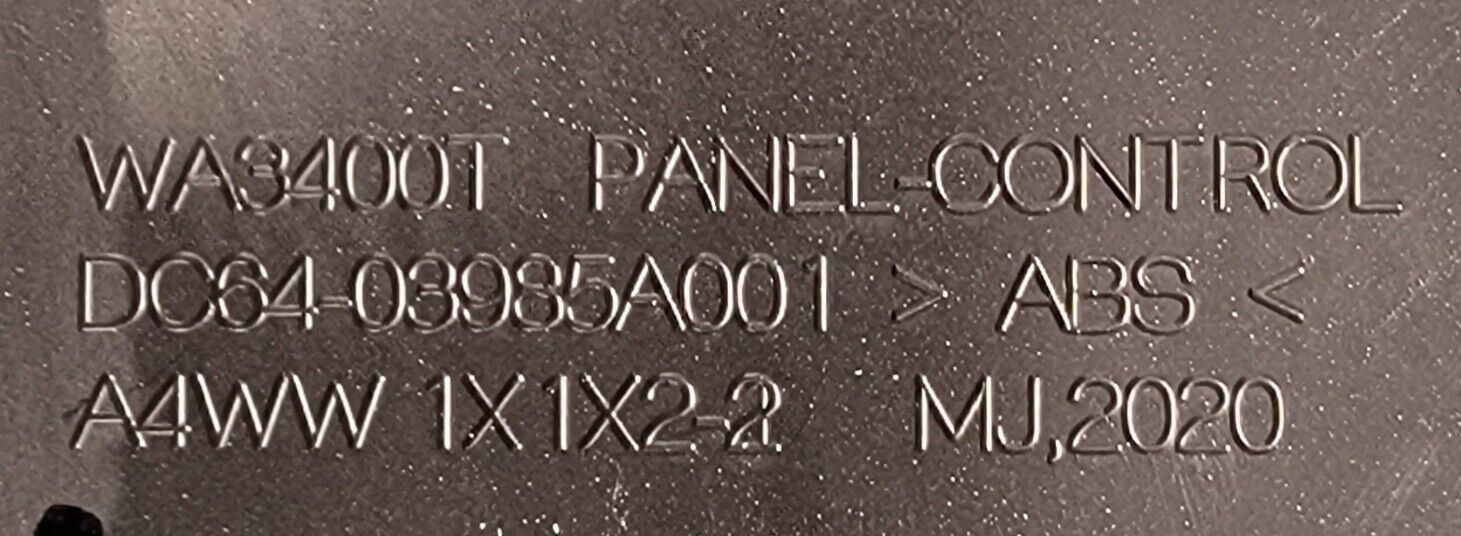 WA3400T PANEL-CONTROL
DC64-03985A001 > ABS <
A4WW 1X1X2-2 MJ,2020